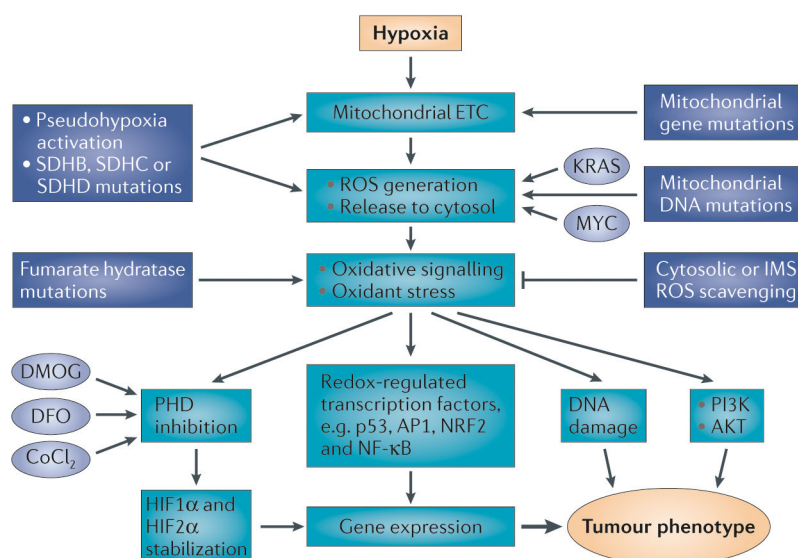 Hypoxia
• Pseudohypoxia
activation
• SDHB, SDHC or
SDHD mutations
Mitochondrial ETC
Mitochondrial
gene mutations
• ROS generation
• Release to cytosol
KRAS
MYC
Mitochondrial
DNA mutations
Fumarate hydratase
mutations
• Oxidative signalling
• Oxidant stress
Cytosolic or IMS
ROS scavenging
DMOG
DFO
CoCl₂
PHD
inhibition
Redox-regulated
transcription factors,
e.g. p53, AP1, NRF2
and NF-κB
DNA
damage
• PI3K
• AKT
HIF1α and
HIF2α
stabilization
Gene expression
Tumour phenotype